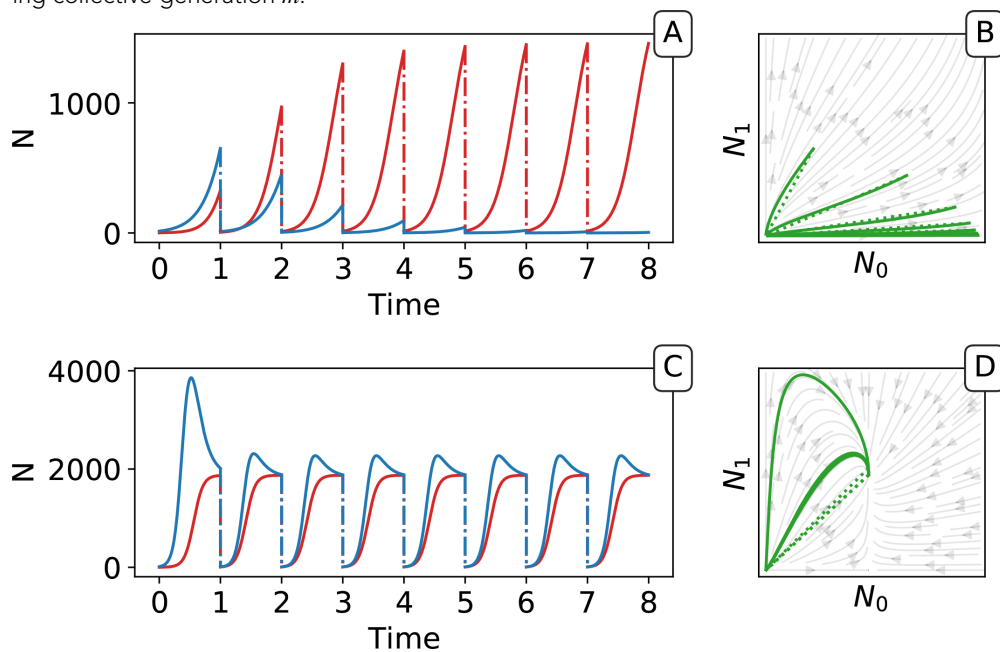 ing collective generation m.
A
B
N
1000
0
0 1 2 3 4 5 6 7 8
Time
N₁
N₀
C
D
N
4000
2000
0
0 1 2 3 4 5 6 7 8
Time
N₁
N₀